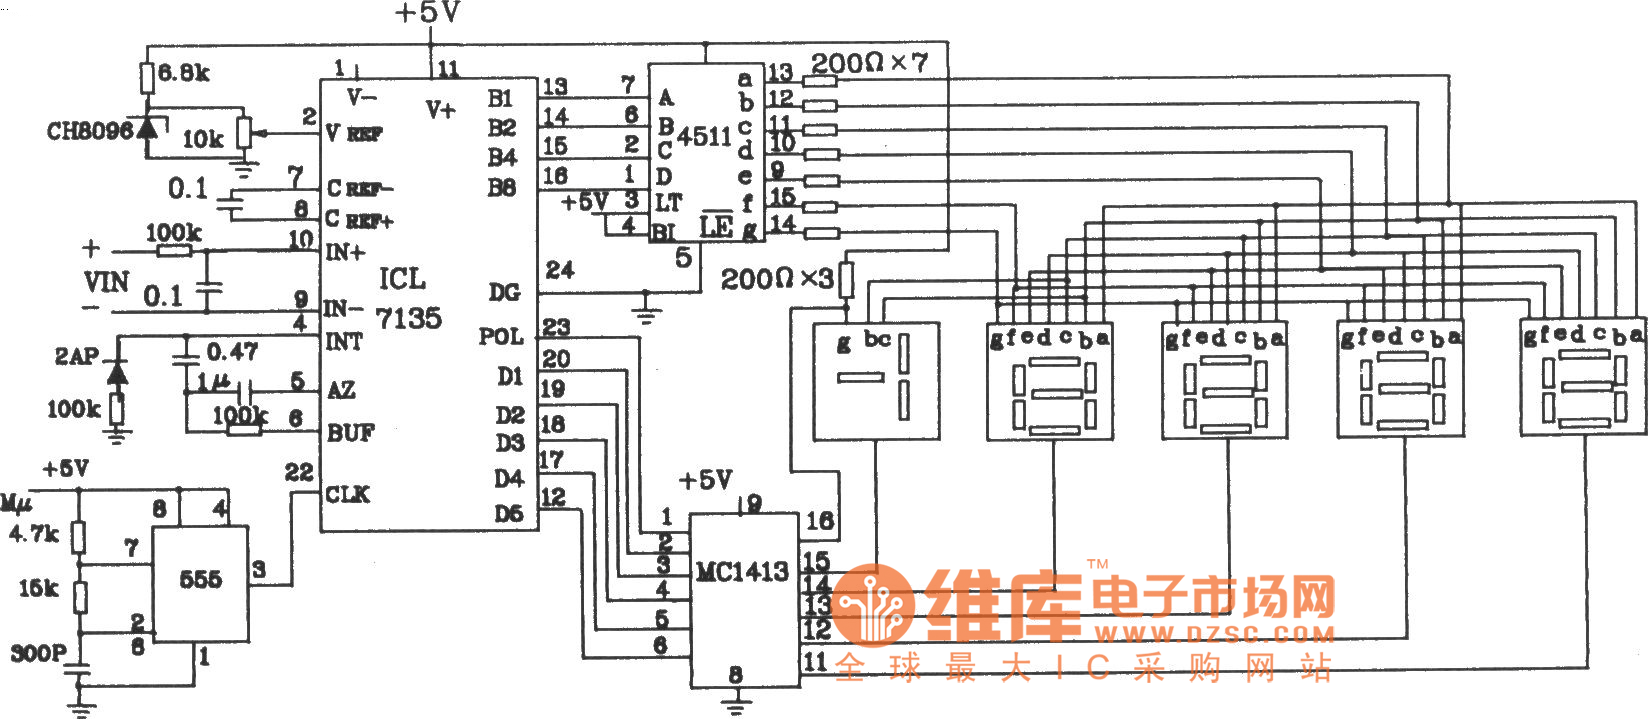 +5V
6.8k
CH8096
10k
1
V-
11
V+
2
V REF
7
C REF-
0.1
8
C REF+
100k
10
IN+
+
VIN
-
0.1
9
IN-
4
INT
2AP
0.47
100k
1μ
5
AZ
100k
6
BUF
22
CLK
ICL
7135
B1
13
B2
14
B4
15
B8
16
DG
24
POL
23
D1
20
D2
19
D3
18
D4
17
D5
12
7
A
6
B
2
C
1
D
+5V
3
LT
4
BI
4511
LE
5
a
13
b
12
c
11
d
10
e
9
f
15
g
14
200Ω×7
200Ω×3
g bc
g f e d c b a
g f e d c b a
g f e d c b a
g f e d c b a
+5V
Mμ
4.7k
15k
300P
8
4
7
2
6
555
3
1
+5V
9
1
2
3
4
5
6
MC1413
8
16
15
14
13
12
11
维库电子市场网
TM
WWW.DZSC.COM
全球最大IC采购网站